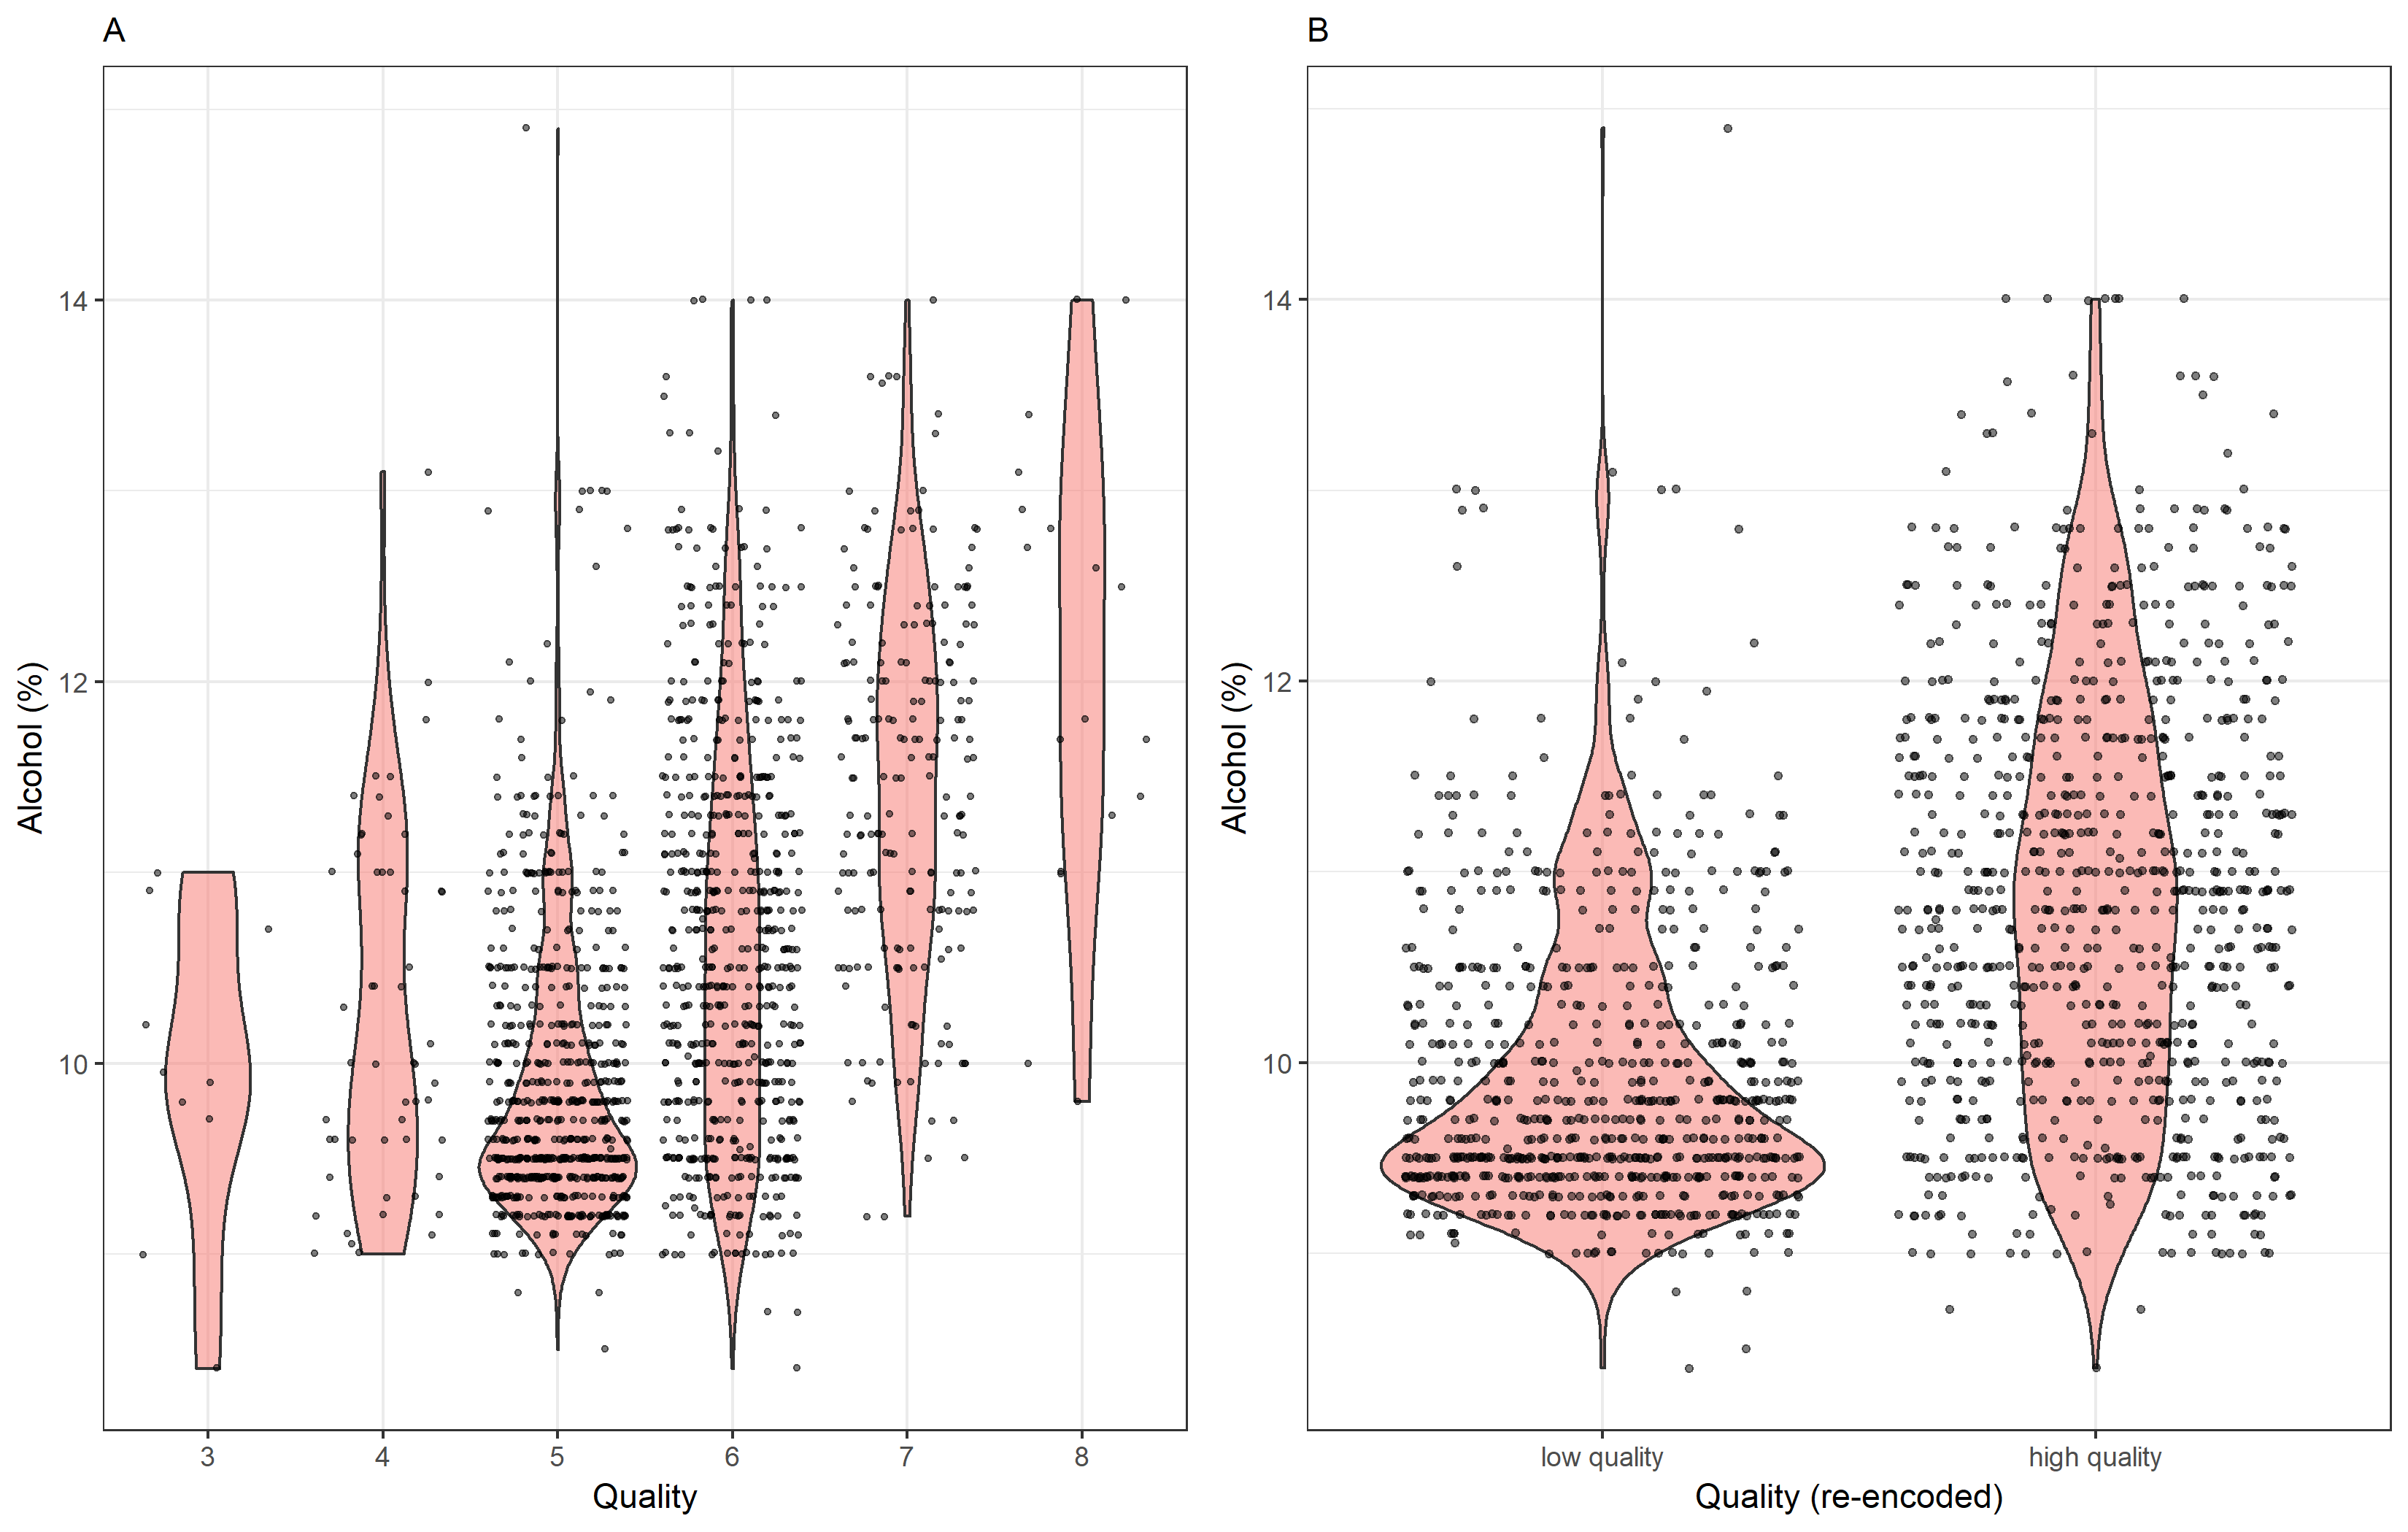 A
Alcohol (%)
14
12
10
3 4 5 6 7 8
Quality
B
Alcohol (%)
14
12
10
low quality high quality
Quality (re-encoded)